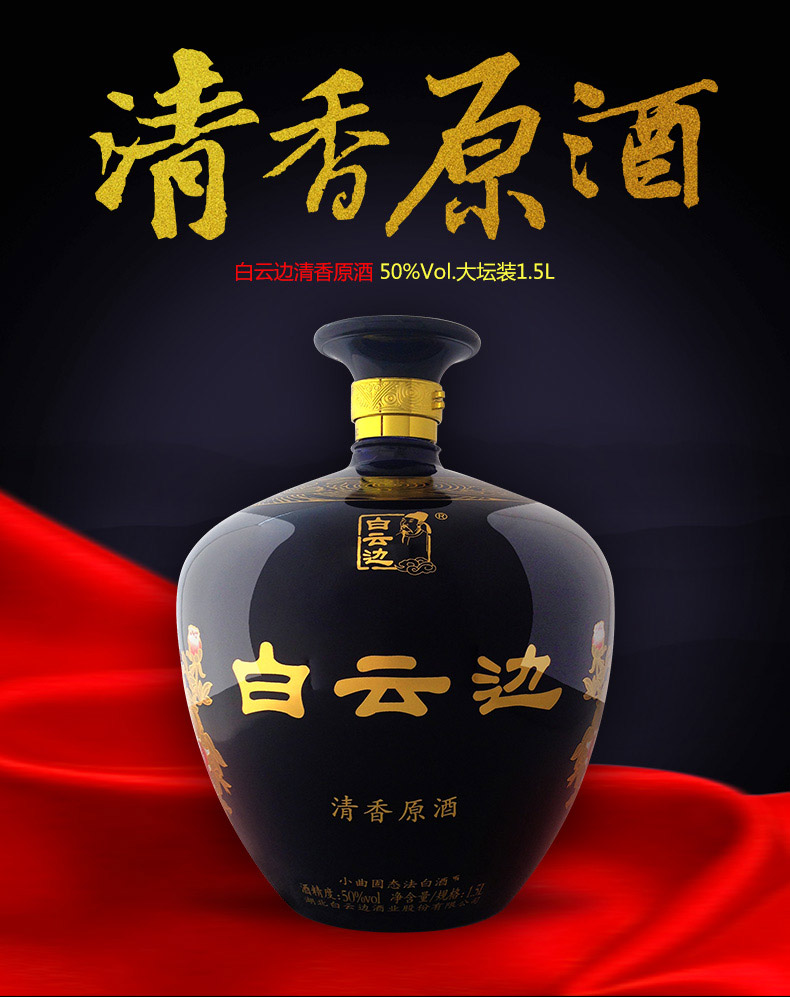 清香原酒
白云边清香原酒 50%Vol.大坛装1.5L
白云边 ®
白云边
清香原酒
小曲固态法白酒
酒精度:50%vol 净含量/规格:1.5L
湖北白云边酒业股份有限公司